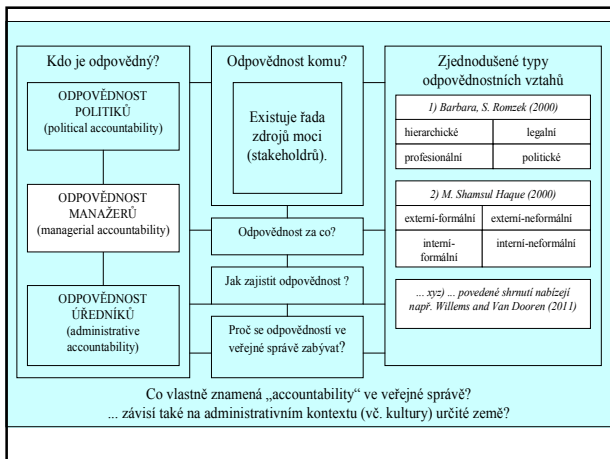 Kdo je odpovědný?
ODPOVĚDNOST
POLITIKŮ
(political accountability)
ODPOVĚDNOST
MANAŽERŮ
(managerial accountability)
ODPOVĚDNOST
ÚŘEDNÍKŮ
(administrative
accountability)
Odpovědnost komu?
Existuje řada
zdrojů moci
(stakeholdrů).
Odpovědnost za co?
Jak zajistit odpovědnost ?
Proč se odpovědností ve
veřejné správě zabývat?
Zjednodušené typy
odpovědnostních vztahů
1) Barbara, S. Romzek (2000)
hierarchické
legalní
profesionální
politické
2) M. Shamsul Haque (2000)
externí-formální
externí-neformální
interní-
formální
interní-neformální
... xyz) ... povedené shrnutí nabízejí
např. Willems and Van Dooren (2011)
Co vlastně znamená „accountability“ ve veřejné správě?
... závisí také na administrativním kontextu (vč. kultury) určité země?